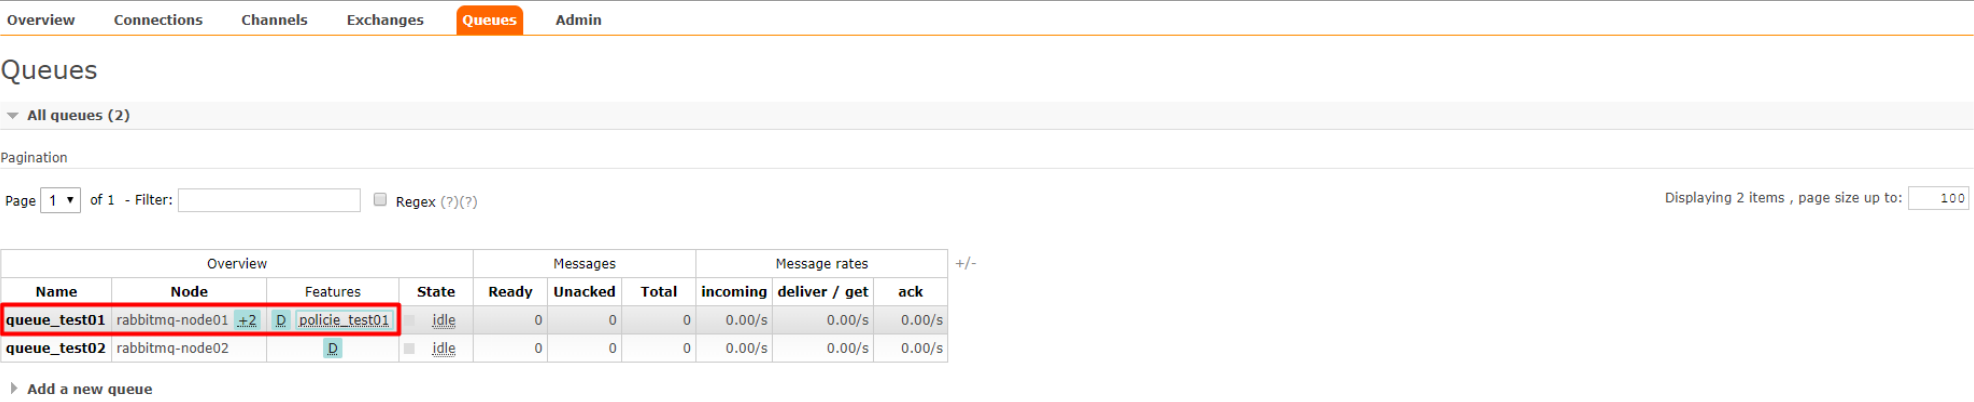 Overview Connections Channels Exchanges Queues Admin
Queues
All queues (2)
Pagination
Page 1 of 1 - Filter: Regex (?)(?) Displaying 2 items , page size up to: 100
Overview Messages Message rates +/-
Name Node Features State Ready Unacked Total incoming deliver / get ack
queue_test01 rabbitmq-node01 +2 D policie_test01 idle 0 0 0 0.00/s 0.00/s 0.00/s
queue_test02 rabbitmq-node02 D idle 0 0 0 0.00/s 0.00/s 0.00/s
Add a new queue